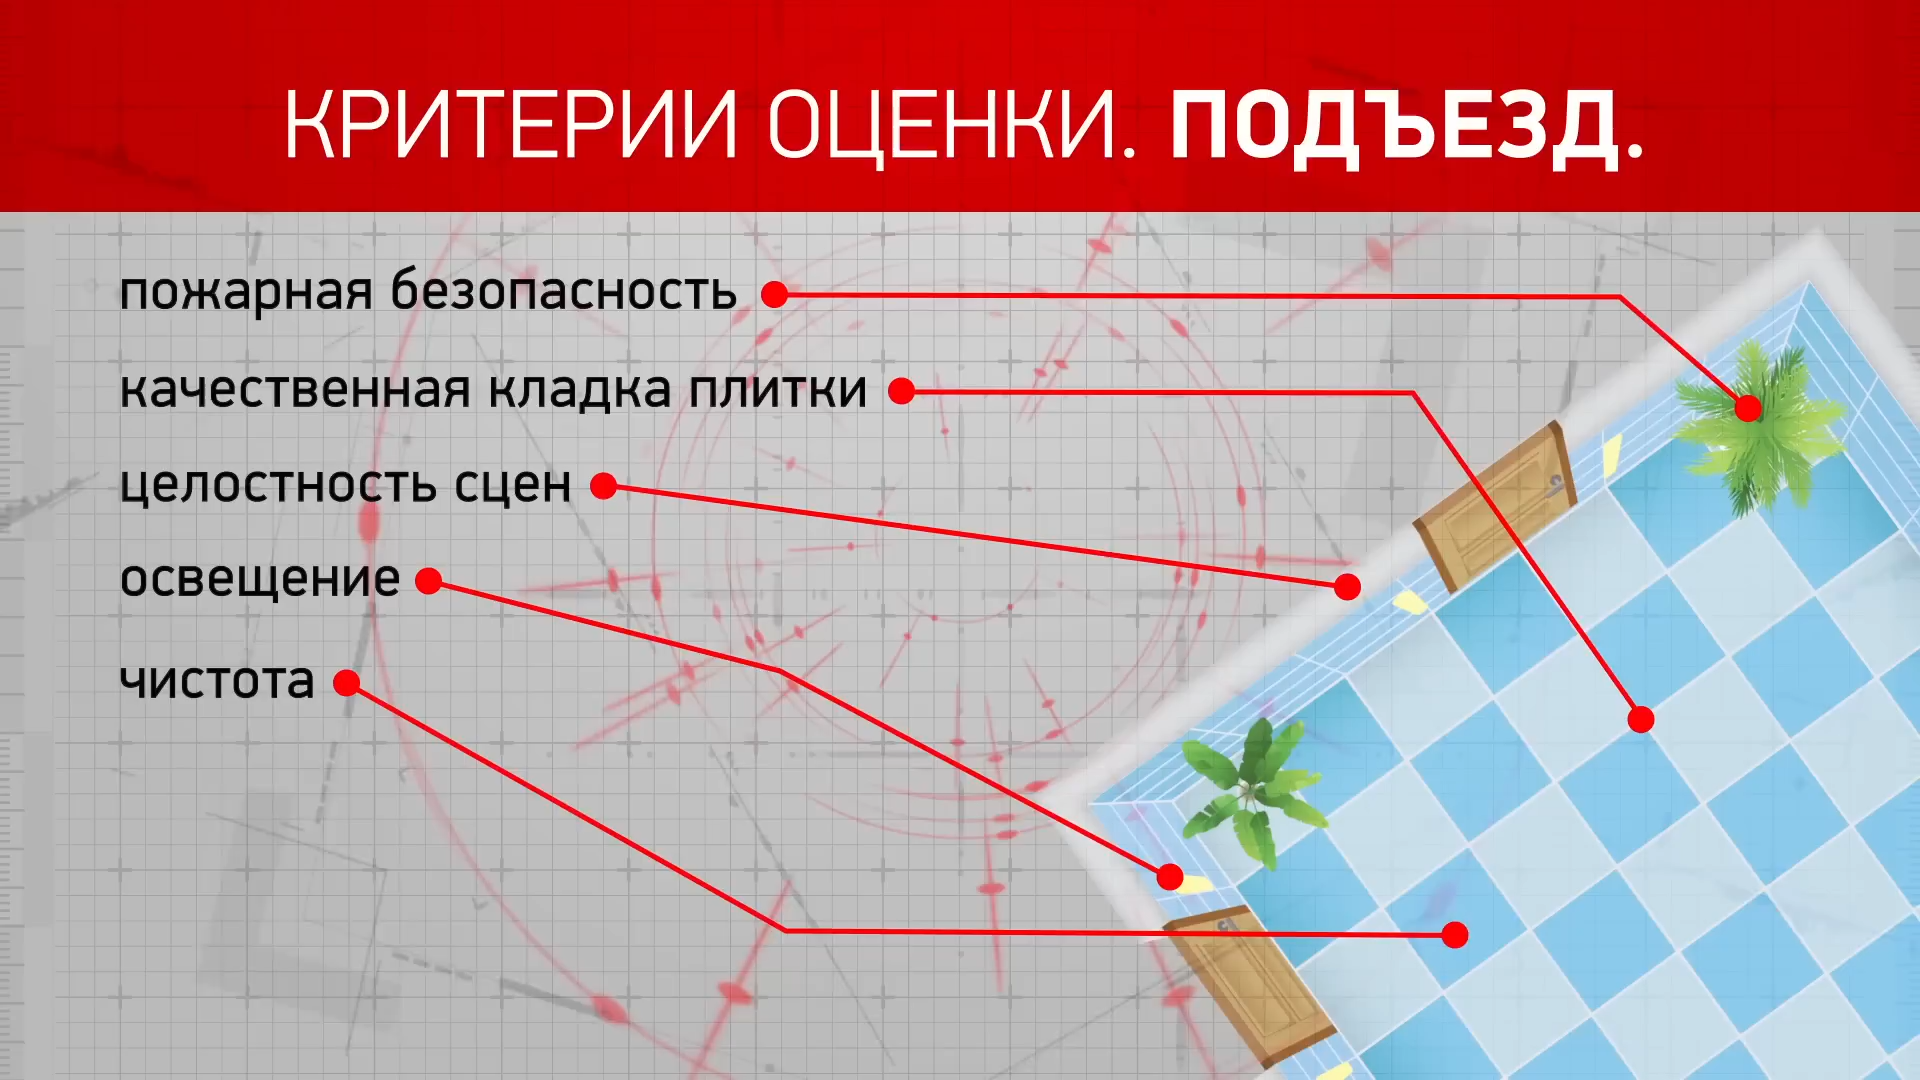 КРИТЕРИИ ОЦЕНКИ. ПОДЪЕЗД.
пожарная безопасность
качественная кладка плитки
целостность сцен
освещение
чистота